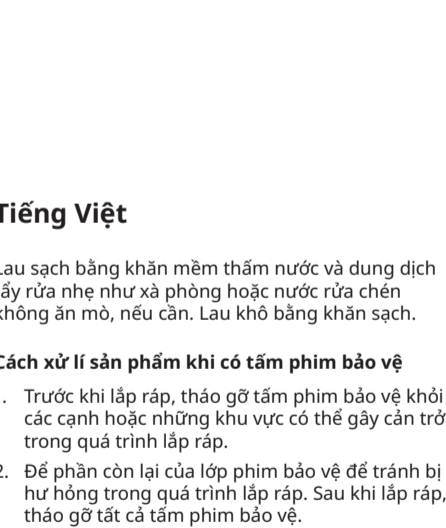 Tiếng Việt
Lau sạch bằng khăn mềm thấm nước và dung dịch
tẩy rửa nhẹ như xà phòng hoặc nước rửa chén
không ăn mò, nếu cần. Lau khô bằng khăn sạch.
Cách xử lí sản phẩm khi có tấm phim bảo vệ
1. Trước khi lắp ráp, tháo gỡ tấm phim bảo vệ khỏi
các cạnh hoặc những khu vực có thể gây cản trở
trong quá trình lắp ráp.
2. Để phần còn lại của lớp phim bảo vệ để tránh bị
hư hỏng trong quá trình lắp ráp. Sau khi lắp ráp,
tháo gỡ tất cả tấm phim bảo vệ.